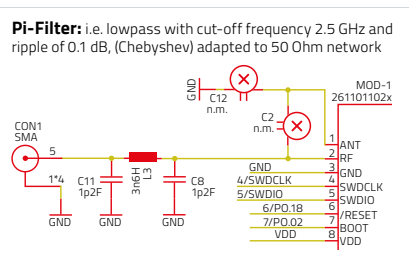 Pi-Filter: i.e. lowpass with cut-off frequency 2.5 GHz and
ripple of 0.1 dB, (Chebyshev) adapted to 50 Ohm network
GND
C12
n.m.
MOD-1
261101102x
CON1
SMA
C2
n.m.
5
1 ANT
2 RF
3 GND
GND
1*4
C11
1p2F
3n6H
L3
C8
1p2F
4/SWDCLK
4 SWDCLK
5/SWDIO
5 SWDIO
6/P0.18
6 /RESET
7/P0.02
7 BOOT
VDD
8 VDD
GND
GND
GND